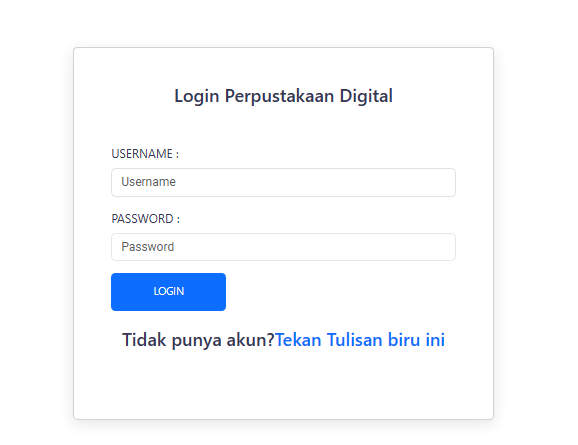 Login Perpustakaan Digital
USERNAME :
Username
PASSWORD :
Password
LOGIN
Tidak punya akun?Tekan Tulisan biru ini